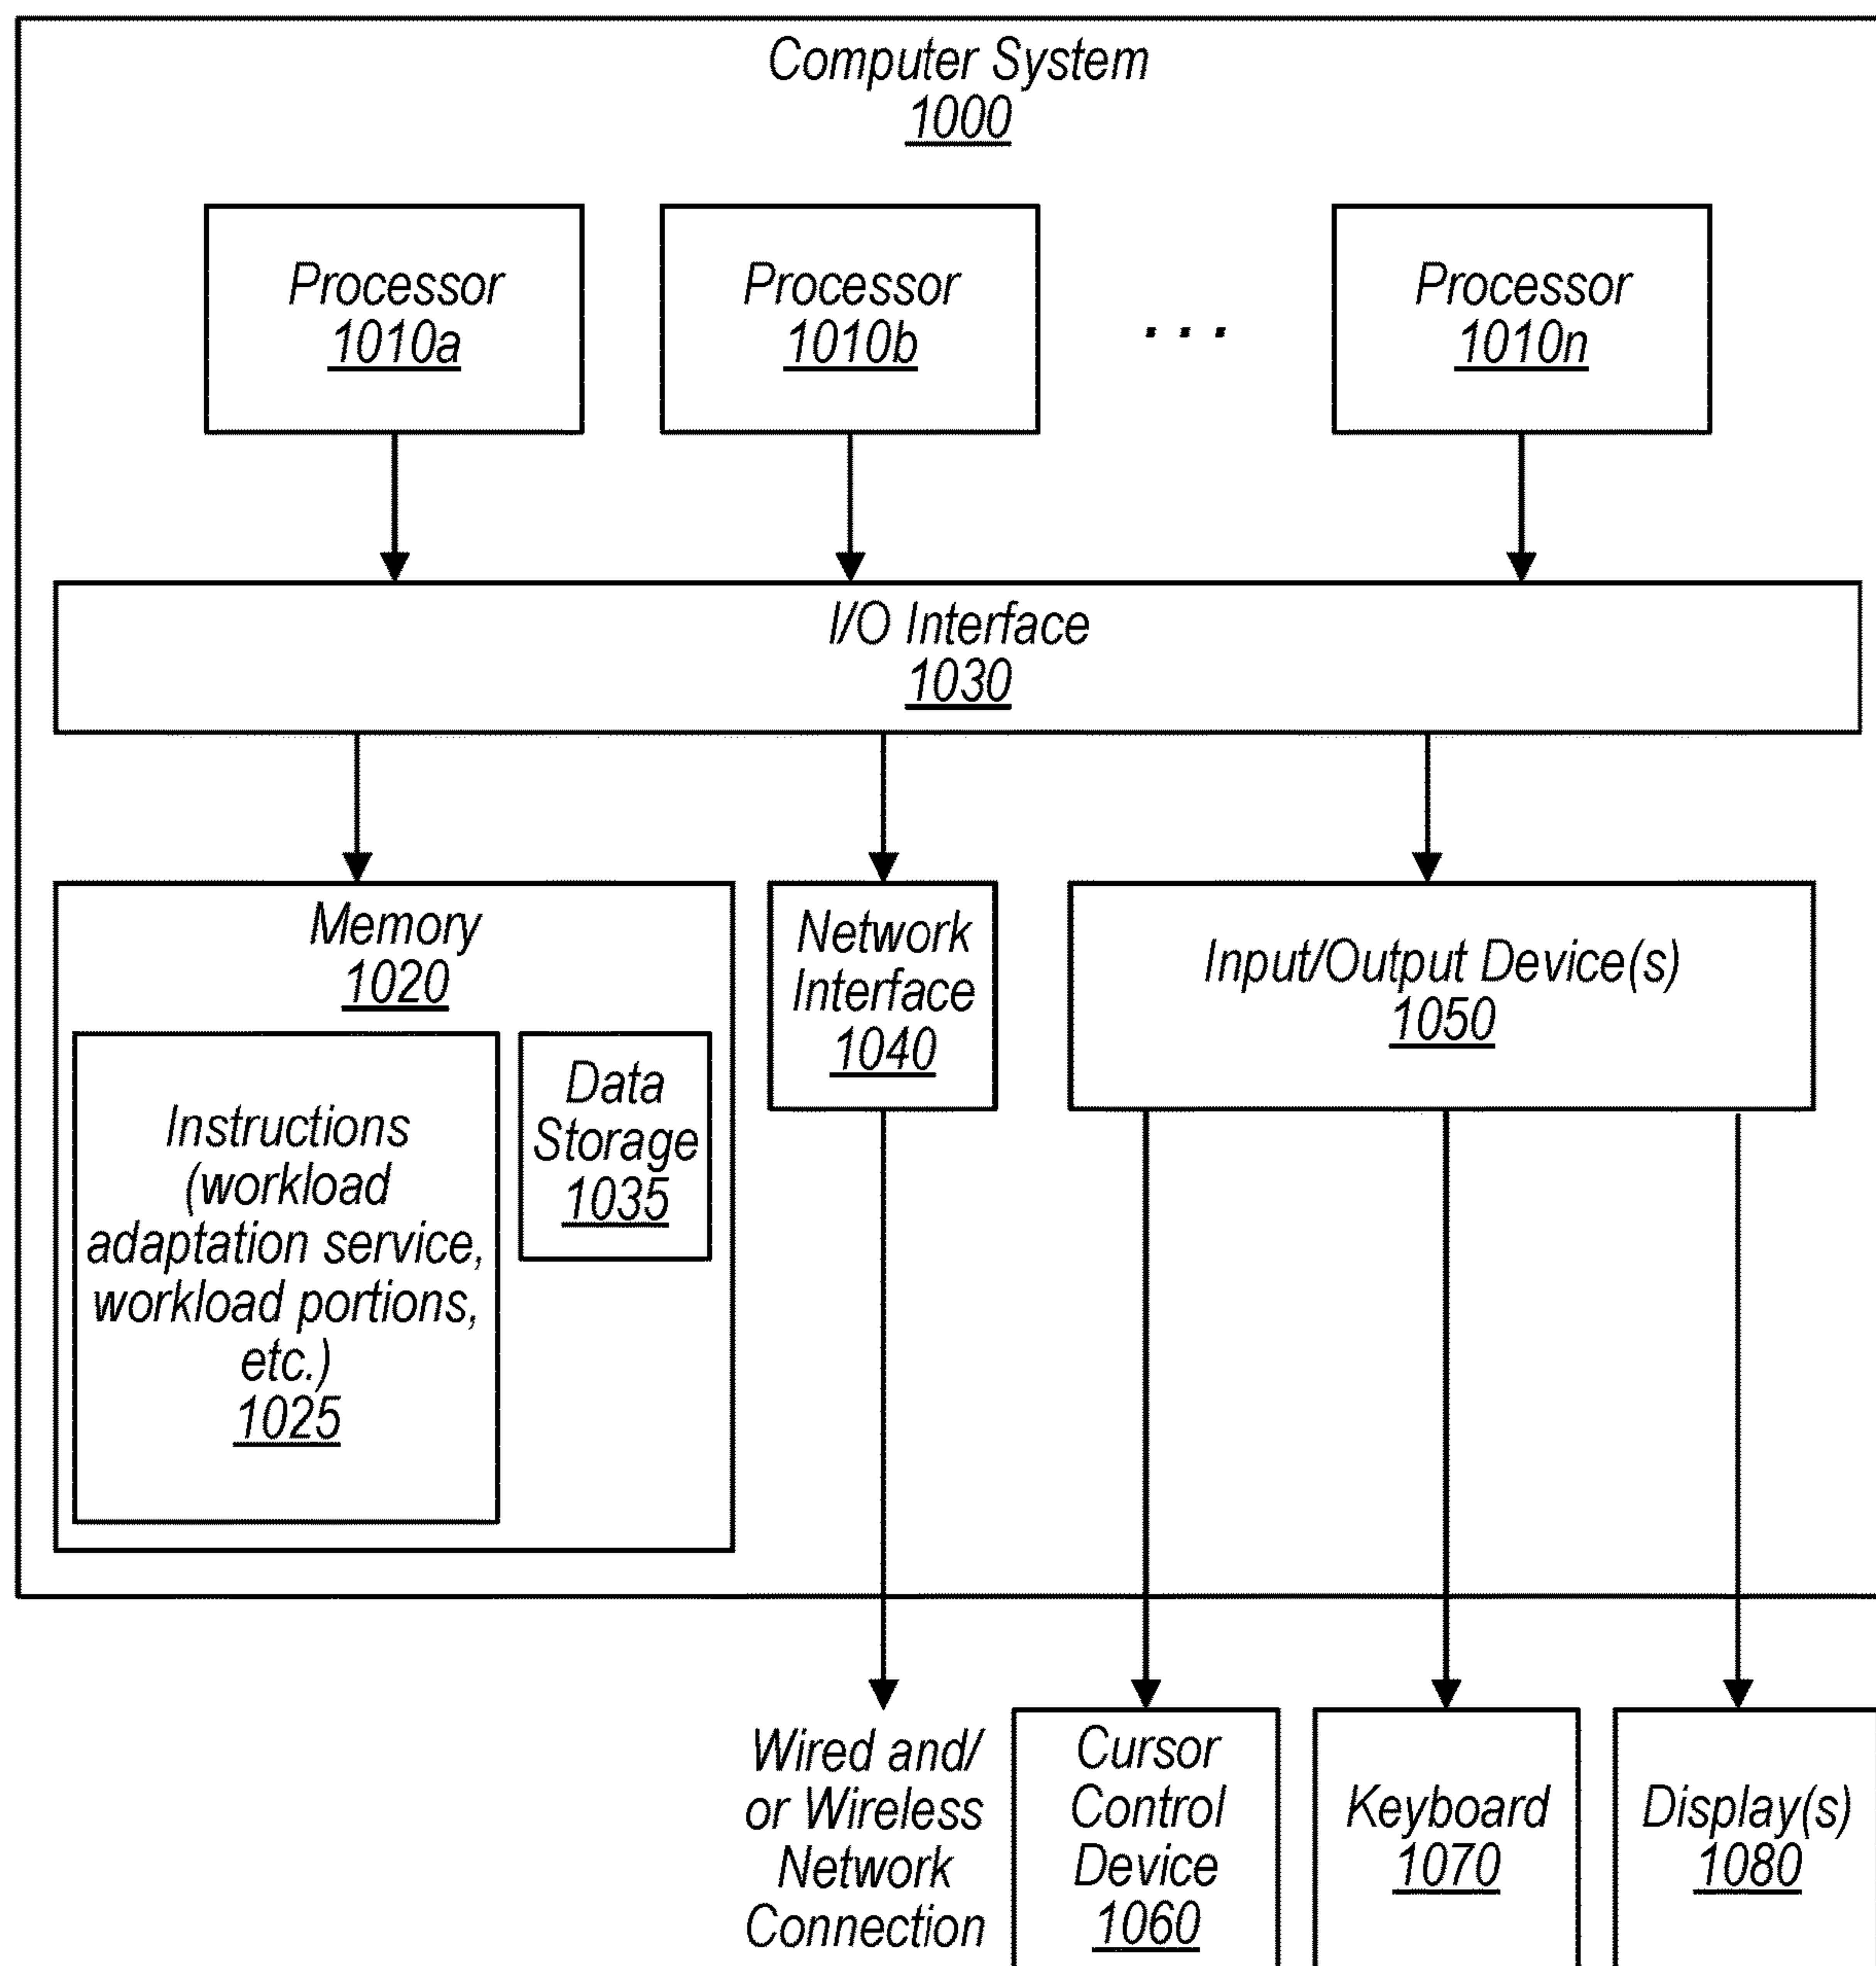 Computer System
1000
Processor
1010a
Processor
1010b
. . .
Processor
1010n
I/O Interface
1030
Memory
1020
Instructions
(workload
adaptation service,
workload portions,
etc.)
1025
Data
Storage
1035
Network
Interface
1040
Input/Output Device(s)
1050
Wired and/
or Wireless
Network
Connection
Cursor
Control
Device
1060
Keyboard
1070
Display(s)
1080